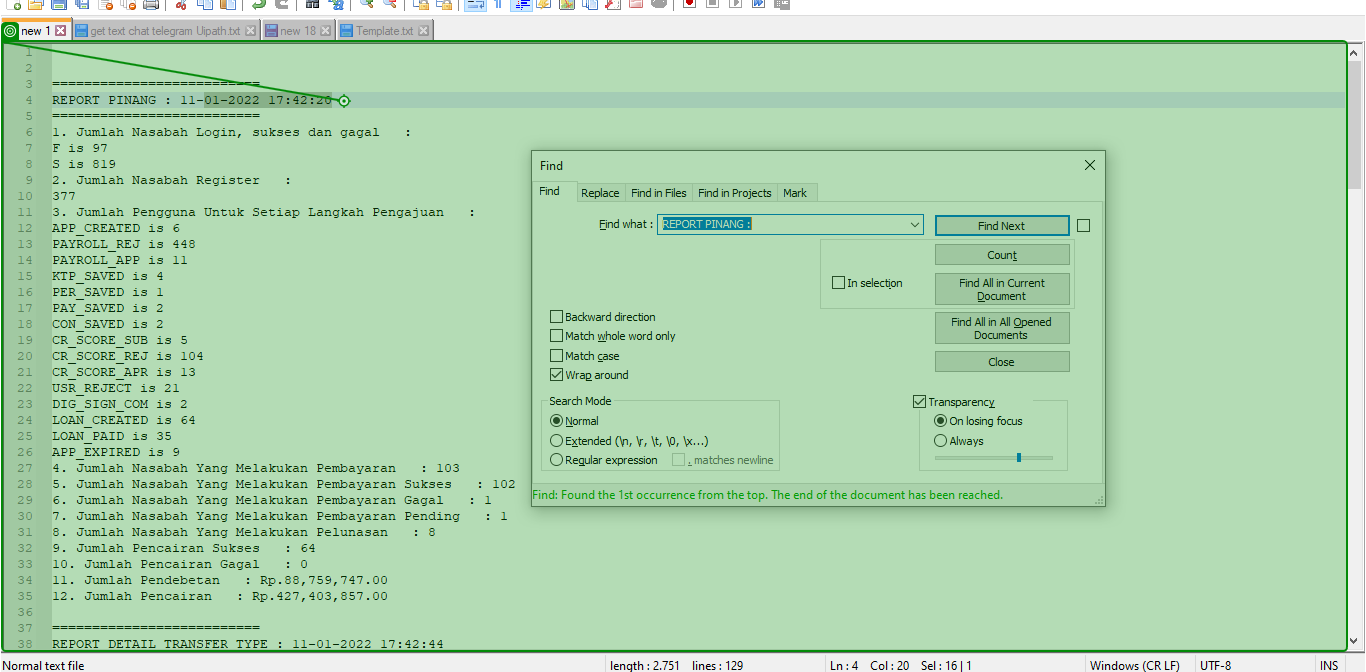 new 1
get text chat telegram Uipath.txt
new 18
Template.txt
1
2
3 ==========================
4 REPORT PINANG : 11-01-2022 17:42:20
5 ==========================
6 1. Jumlah Nasabah Login, sukses dan gagal :
7 F is 97
8 S is 819
9 2. Jumlah Nasabah Register :
10 377
11 3. Jumlah Pengguna Untuk Setiap Langkah Pengajuan :
12 APP_CREATED is 6
13 PAYROLL_REJ is 448
14 PAYROLL_APP is 11
15 KTP_SAVED is 4
16 PER_SAVED is 1
17 PAY_SAVED is 2
18 CON_SAVED is 2
19 CR_SCORE_SUB is 5
20 CR_SCORE_REJ is 104
21 CR_SCORE_APR is 13
22 USR_REJECT is 21
23 DIG_SIGN_COM is 2
24 LOAN_CREATED is 64
25 LOAN_PAID is 35
26 APP_EXPIRED is 9
27 4. Jumlah Nasabah Yang Melakukan Pembayaran : 103
28 5. Jumlah Nasabah Yang Melakukan Pembayaran Sukses : 102
29 6. Jumlah Nasabah Yang Melakukan Pembayaran Gagal : 1
30 7. Jumlah Nasabah Yang Melakukan Pembayaran Pending : 1
31 8. Jumlah Nasabah Yang Melakukan Pelunasan : 8
32 9. Jumlah Pencairan Sukses : 64
33 10. Jumlah Pencairan Gagal : 0
34 11. Jumlah Pendebetan : Rp.88,759,747.00
35 12. Jumlah Pencairan : Rp.427,403,857.00
36
37 ==========================
38 REPORT DETAIL TRANSFER TYPE : 11-01-2022 17:42:44
Find
Find Replace Find in Files Find in Projects Mark
Find what : REPORT PINANG :
Find Next
Count
In selection
Find All in Current Document
Find All in All Opened Documents
Close
Backward direction
Match whole word only
Match case
Wrap around
Search Mode
Normal
Extended (\n, \r, \t, \0, \x...)
Regular expression . matches newline
Transparency
On losing focus
Always
Find: Found the 1st occurrence from the top. The end of the document has been reached.
Normal text file length : 2.751 lines : 129 Ln : 4 Col : 20 Sel : 16 | 1 Windows (CR LF) UTF-8 INS